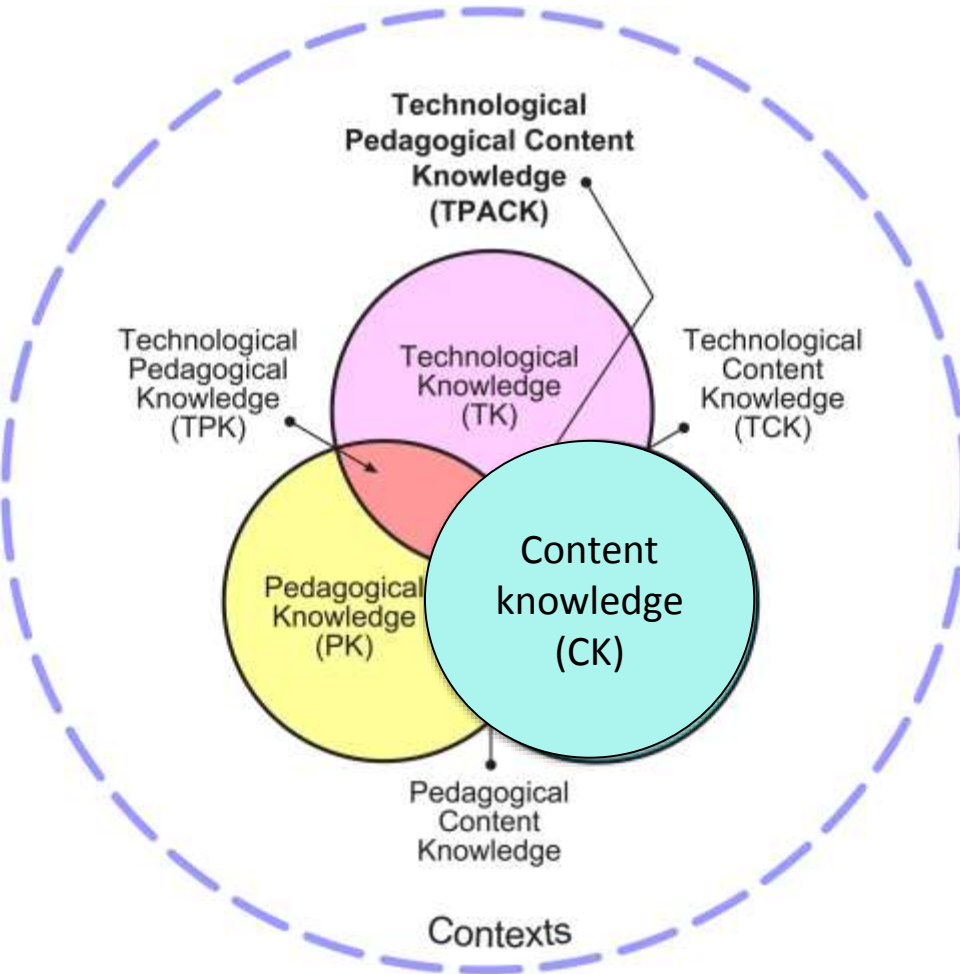 Technological
Pedagogical Content
Knowledge
(TPACK)
Technological
Pedagogical
Knowledge
(TPK)
Technological
Knowledge
(TK)
Technological
Content
Knowledge
(TCK)
Pedagogical
Knowledge
(PK)
Content
knowledge
(CK)
Pedagogical
Content
Knowledge
Contexts